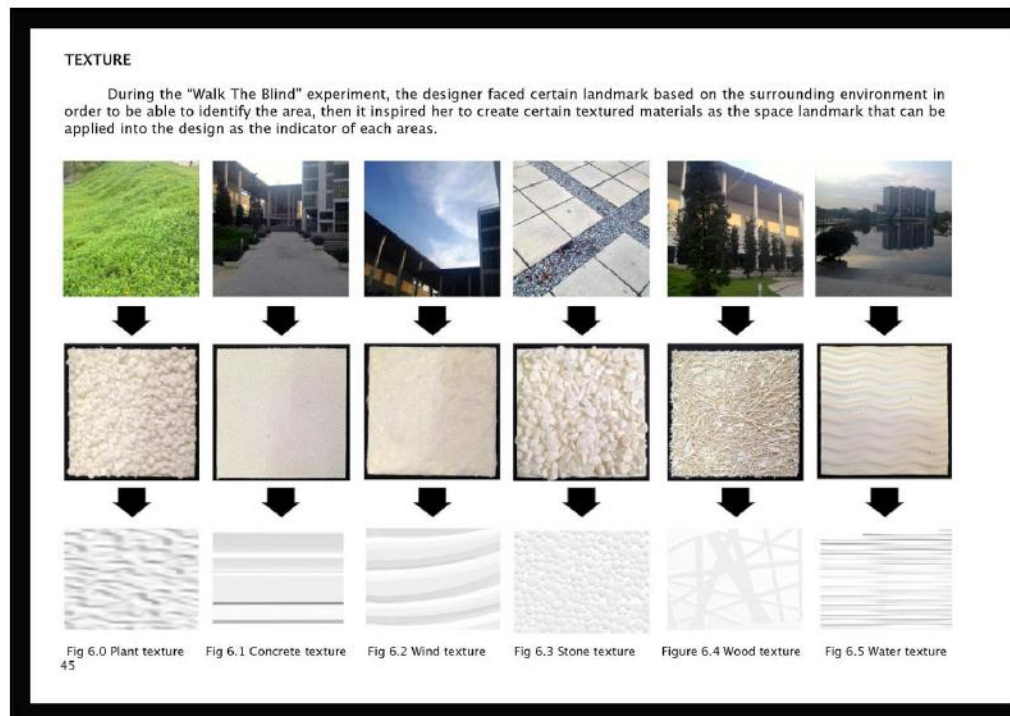 TEXTURE
During the "Walk The Blind" experiment, the designer faced certain landmark based on the surrounding environment in
order to be able to identify the area, then it inspired her to create certain textured materials as the space landmark that can be
applied into the design as the indicator of each areas.
Fig 6.0 Plant texture
Fig 6.1 Concrete texture
Fig 6.2 Wind texture
Fig 6.3 Stone texture
Figure 6.4 Wood texture
Fig 6.5 Water texture
45